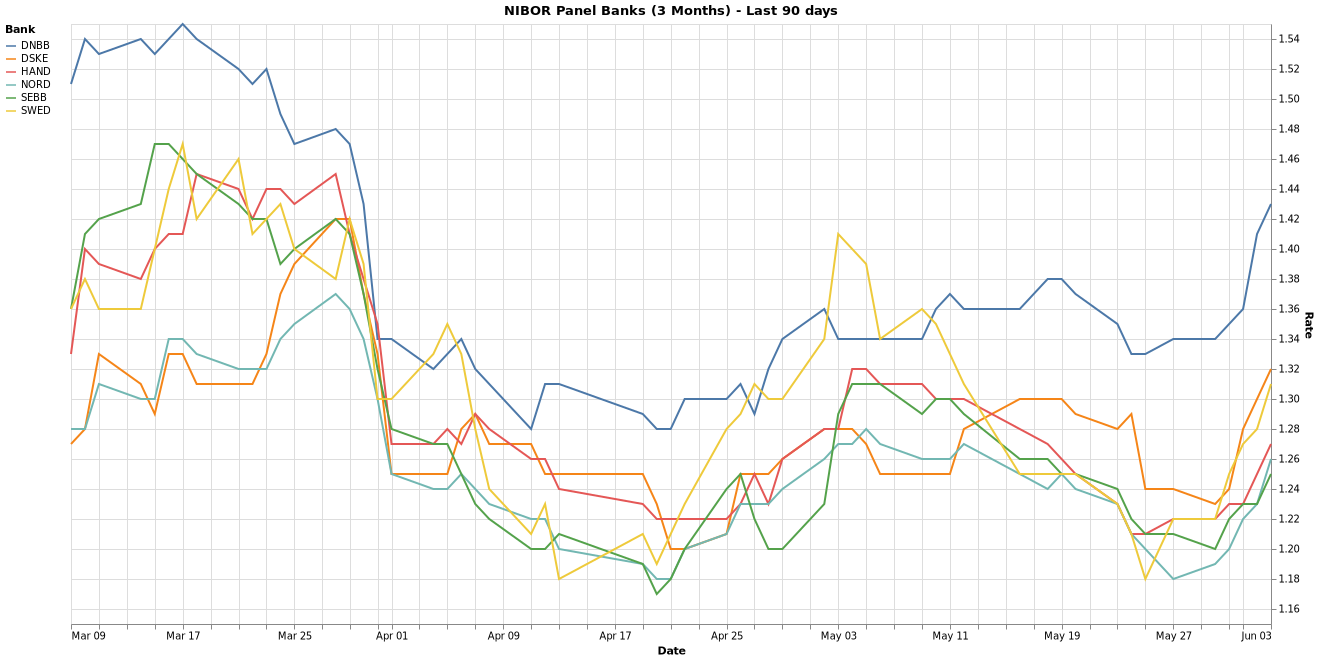 NIBOR Panel Banks (3 Months) - Last 90 days
Bank
DNBB
DSKE
HAND
NORD
SEBB
SWED
1.54
1.52
1.50
1.48
1.46
1.44
1.42
1.40
1.38
1.36
1.34
1.32
1.30
1.28
1.26
1.24
1.22
1.20
1.18
1.16
Rate
Mar 09 Mar 17 Mar 25 Apr 01 Apr 09 Apr 17 Apr 25 May 03 May 11 May 19 May 27 Jun 03
Date